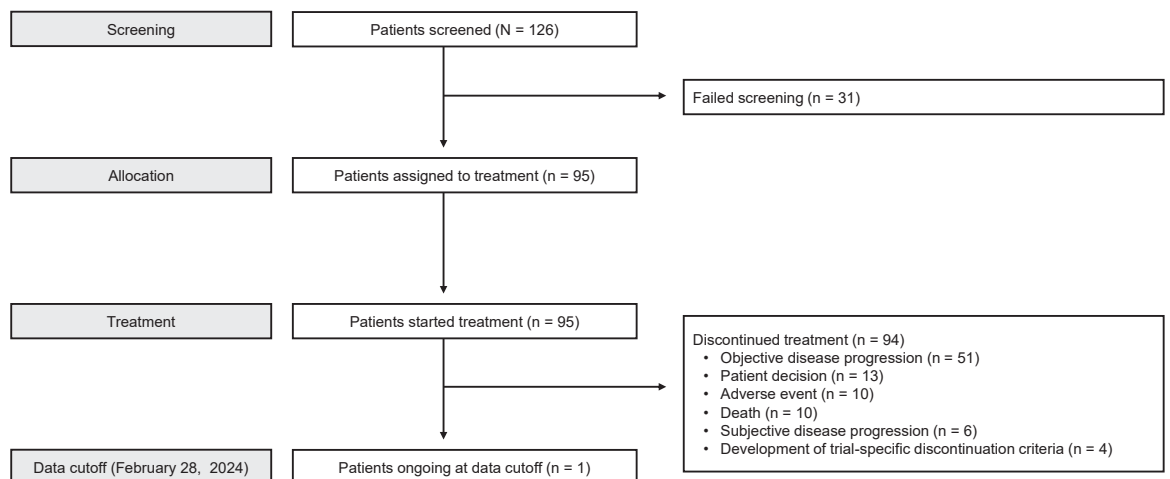 Screening
Patients screened (N = 126)
Failed screening (n = 31)
Allocation
Patients assigned to treatment (n = 95)
Treatment
Patients started treatment (n = 95)
Discontinued treatment (n = 94)
• Objective disease progression (n = 51)
• Patient decision (n = 13)
• Adverse event (n = 10)
• Death (n = 10)
• Subjective disease progression (n = 6)
• Development of trial-specific discontinuation criteria (n = 4)
Data cutoff (February 28, 2024)
Patients ongoing at data cutoff (n = 1)